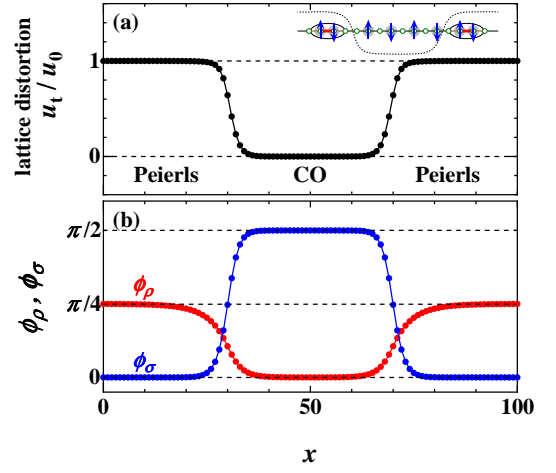 (a)
lattice distortion
u_t / u_0
1
0
Peierls
CO
Peierls
(b)
π/2
π/4
0
ϕ_ρ , ϕ_σ
ϕ_ρ
ϕ_σ
0
50
100
x